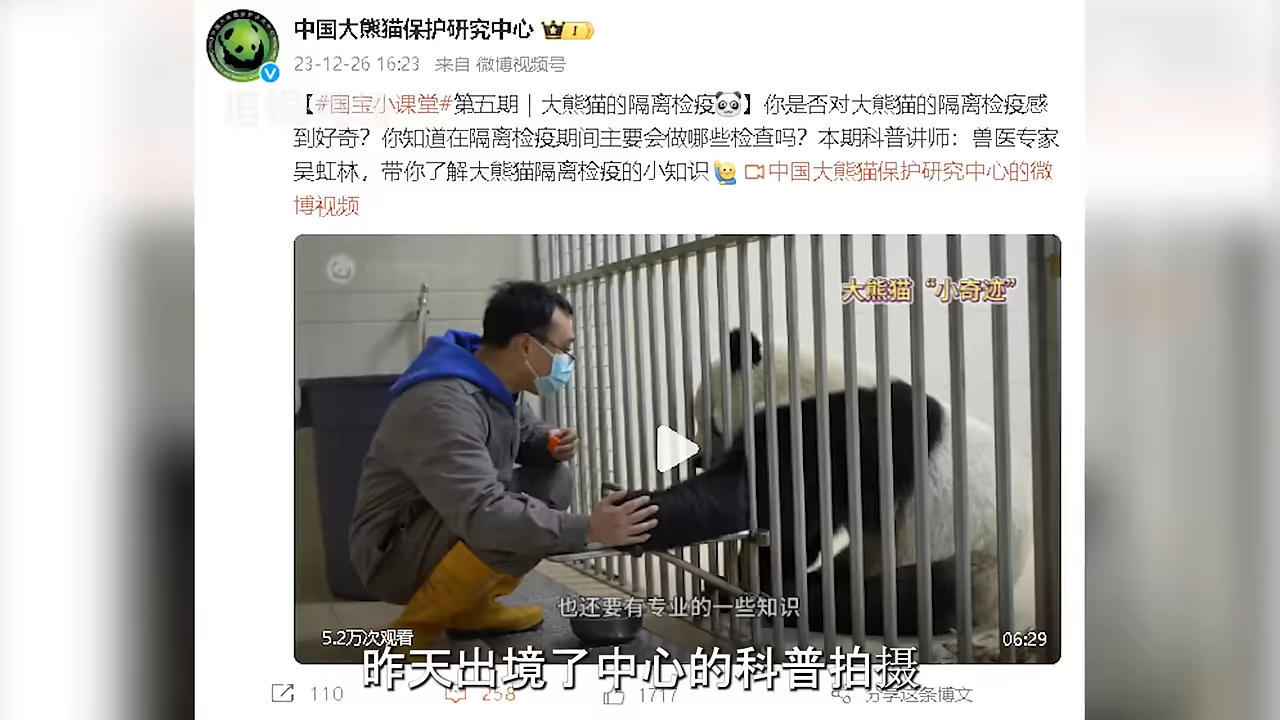 中国大熊猫保护研究中心
I
23-12-26 16:23 来自 微博视频号
【#国宝小课堂#第五期｜大熊猫的隔离检疫🐼】你是否对大熊猫的隔离检疫感
到好奇？你知道在隔离检疫期间主要会做哪些检查吗？本期科普讲师：兽医专家
吴虹林，带你了解大熊猫隔离检疫的小知识🙋 中国大熊猫保护研究中心的微
博视频
大熊猫“小奇迹”
也还要有专业的一些知识
5.2万次观看
06:29
昨天出境了中心的科普拍摄
110
258
1717
分享这条博文